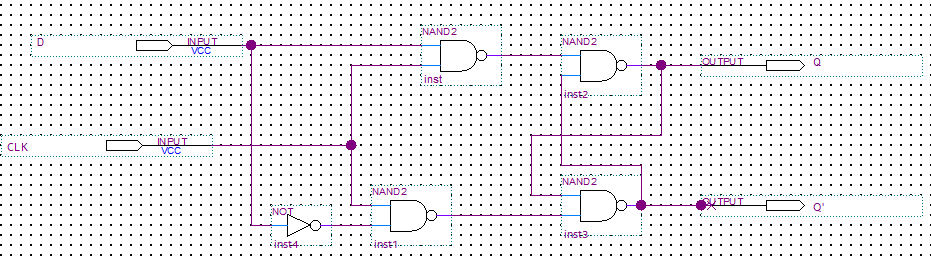 D
INPUT
VCC
NAND2
inst
NAND2
inst2
OUTPUT
Q
CLK
INPUT
VCC
NOT
inst4
NAND2
inst1
NAND2
inst3
OUTPUT
Q'